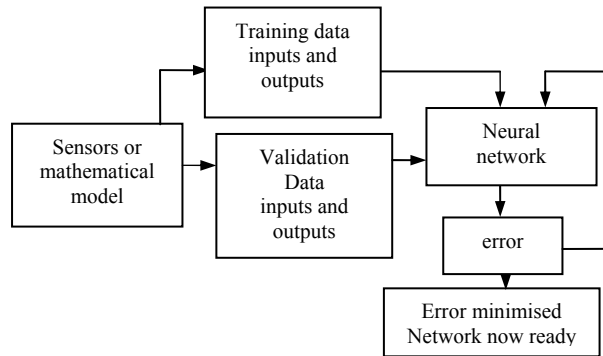 Training data
inputs and
outputs
Sensors or
mathematical
model
Validation
Data
inputs and
outputs
Neural
network
error
Error minimised
Network now ready